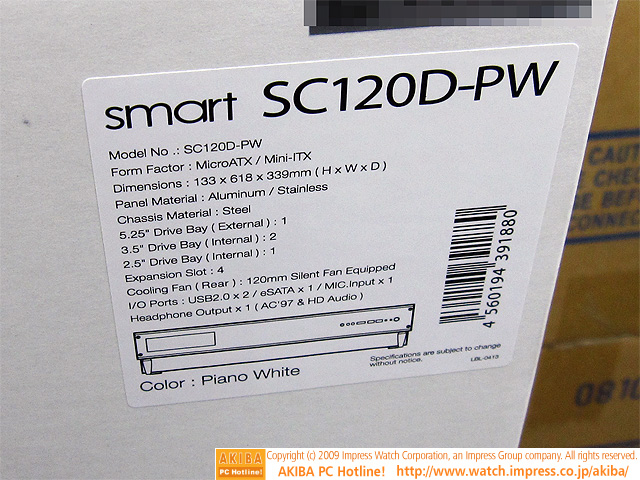 smart SC120D-PW
Model No .: SC120D-PW
Form Factor : MicroATX / Mini-ITX
Dimensions : 133 x 618 x 339mm ( H x W x D )
Panel Material : Aluminum / Stainless
Chassis Material : Steel
5.25" Drive Bay ( External ) : 1
3.5" Drive Bay ( Internal ) : 2
2.5" Drive Bay ( Internal ) : 1
Expansion Slot : 4
Cooling Fan ( Rear ) : 120mm Silent Fan Equipped
I/O Ports : USB2.0 x 2 / eSATA x 1 / MIC.Input x 1
Headphone Output x 1 ( AC'97 & HD Audio )
4 560194 391880
Specifications are subject to change
without notice.
LBL-0415
Color : Piano White
CAUT
CHE
BE
CONNE
08
AKIBA
PC Hotline!
Copyright (c) 2009 Impress Watch Corporation, an Impress Group company. All rights reserved.
AKIBA PC Hotline! http://www.watch.impress.co.jp/akiba/